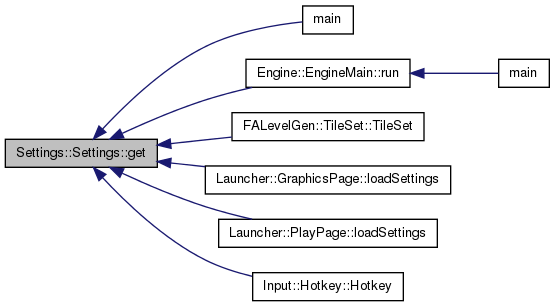 main
Engine::EngineMain::run
main
FALevelGen::TileSet::TileSet
Settings::Settings::get
Launcher::GraphicsPage::loadSettings
Launcher::PlayPage::loadSettings
Input::Hotkey::Hotkey